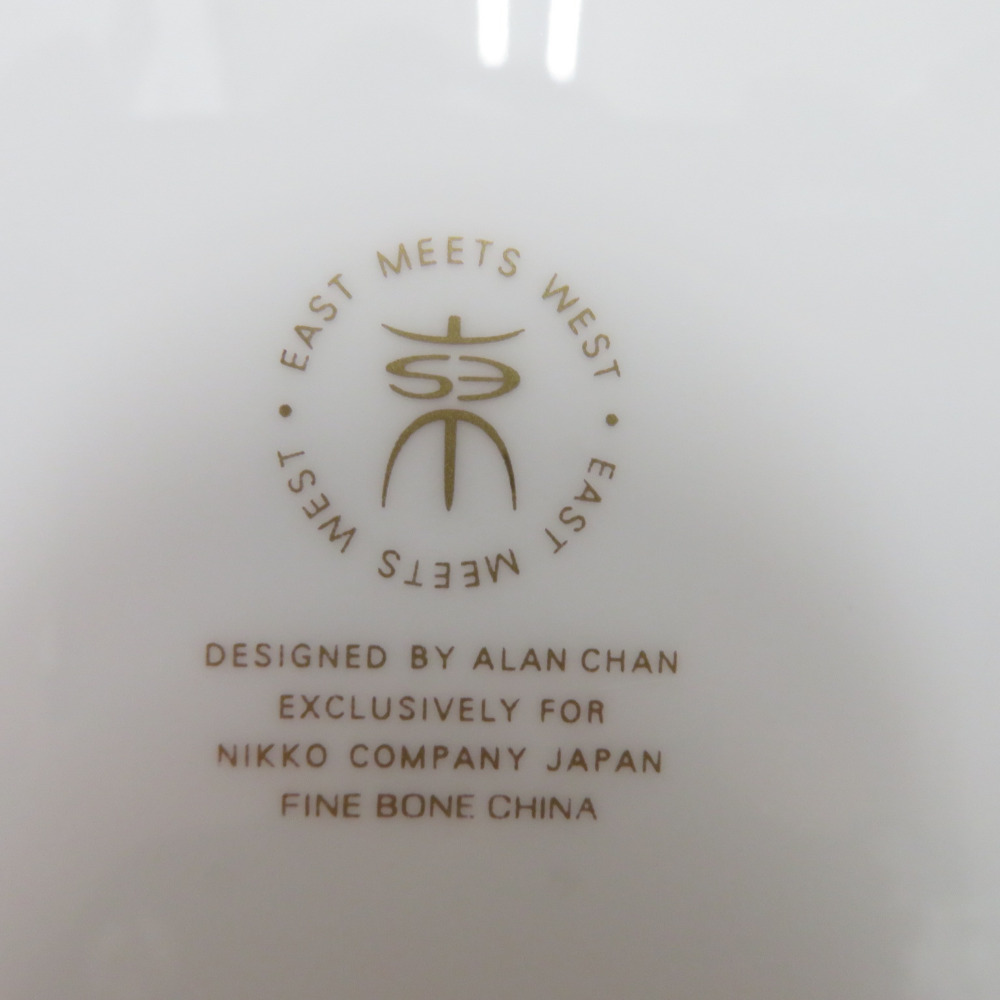 EAST MEETS WEST • EAST MEETS WEST •
DESIGNED BY ALAN CHAN
EXCLUSIVELY FOR
NIKKO COMPANY JAPAN
FINE BONE CHINA